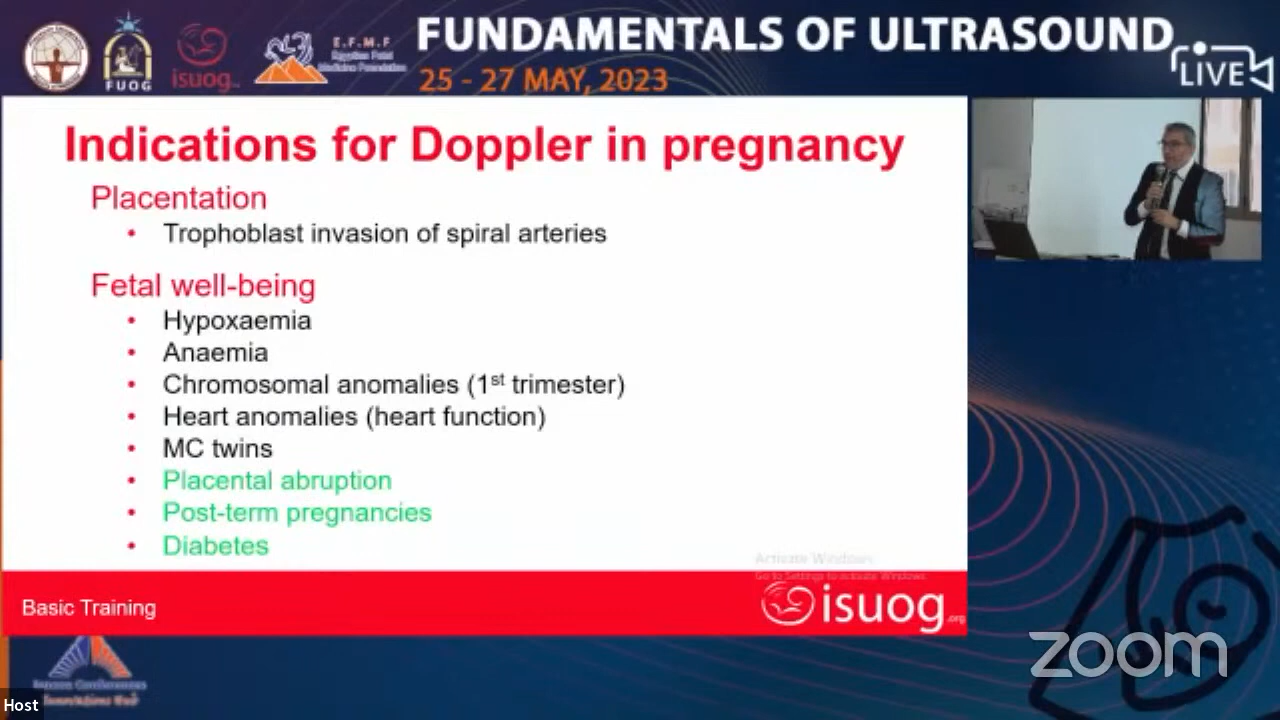 FUNDAMENTALS OF ULTRASOUND
25 - 27 MAY, 2023
LIVE
FUOG
isuog
E.F.M.F
Indications for Doppler in pregnancy
Placentation
• Trophoblast invasion of spiral arteries
Fetal well-being
• Hypoxaemia
• Anaemia
• Chromosomal anomalies (1st trimester)
• Heart anomalies (heart function)
• MC twins
• Placental abruption
• Post-term pregnancies
• Diabetes
Activate Windows
Go to Settings to activate Windows.
Basic Training
isuog.org
zoom
Host